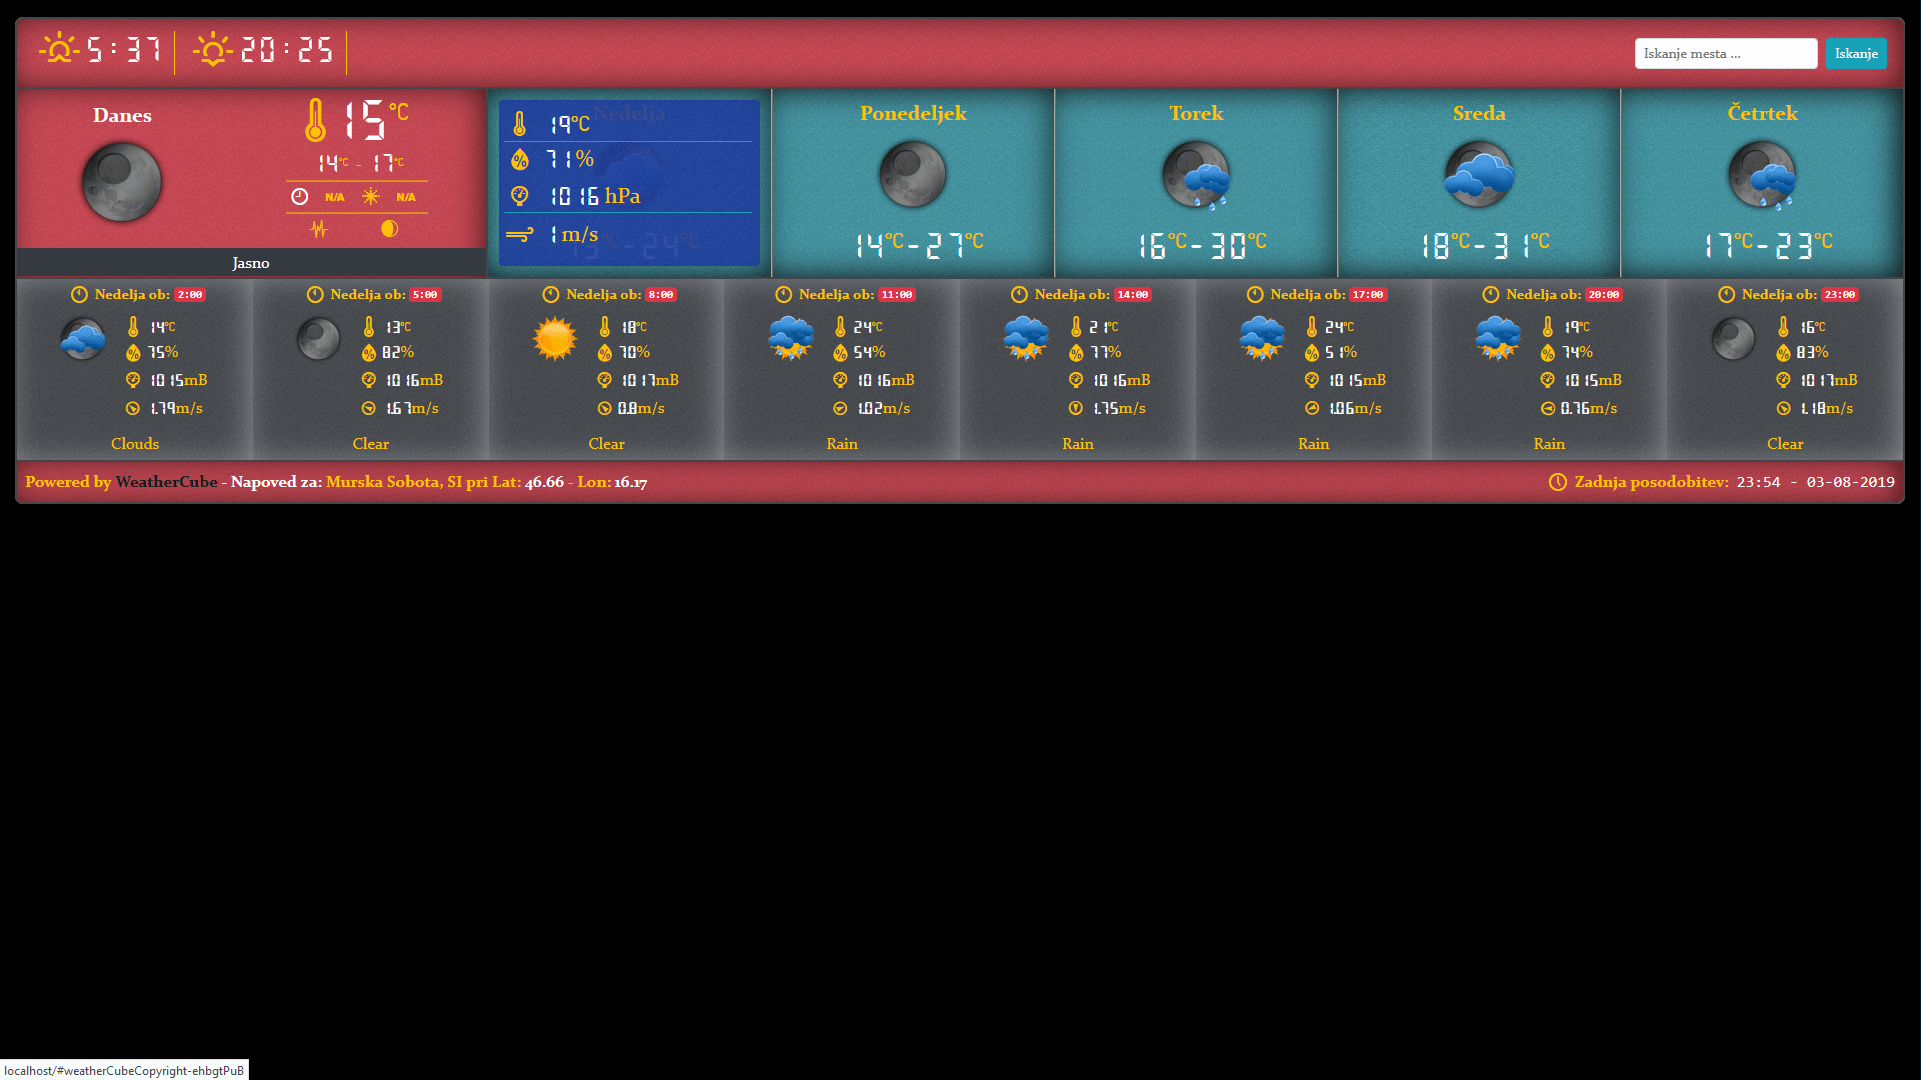 5:37 20:25 Iskanje mesta ... Iskanje
Danes
15°C
14°C - 17°C
N/A N/A
Jasno
Nedelja
19°C
71%
1016 hPa
1 m/s
Ponedeljek
14°C-27°C
Torek
16°C-30°C
Sreda
18°C-31°C
Četrtek
17°C-23°C
Nedelja ob: 2:00
14°C
75%
1015mB
1.79m/s
Clouds
Nedelja ob: 5:00
13°C
82%
1016mB
1.67m/s
Clear
Nedelja ob: 8:00
18°C
70%
1017mB
0.8m/s
Clear
Nedelja ob: 11:00
24°C
54%
1016mB
1.02m/s
Rain
Nedelja ob: 14:00
21°C
77%
1016mB
1.75m/s
Rain
Nedelja ob: 17:00
24°C
51%
1015mB
1.06m/s
Rain
Nedelja ob: 20:00
19°C
74%
1015mB
0.76m/s
Rain
Nedelja ob: 23:00
16°C
83%
1017mB
1.18m/s
Clear
Powered by WeatherCube - Napoved za: Murska Sobota, SI pri Lat: 46.66 - Lon: 16.17
Zadnja posodobitev: 23:54 - 03-08-2019
localhost/#weatherCubeCopyright-ehbgtPuB